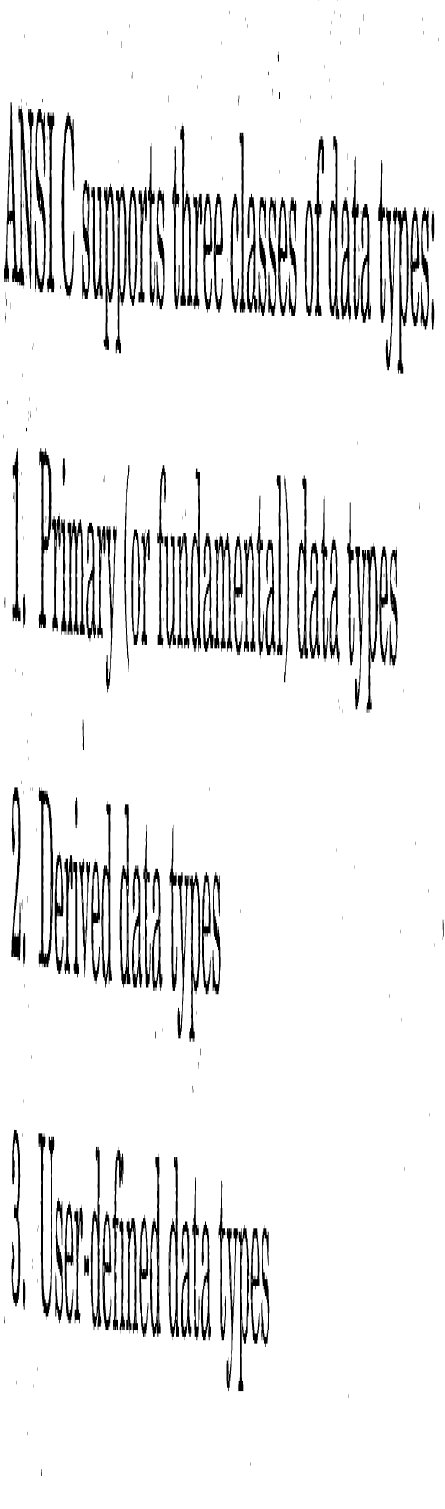 ANSI C supports three classes of data types:
1. Primary (or fundamental) data types
2. Derived data types
3. User-defined data types